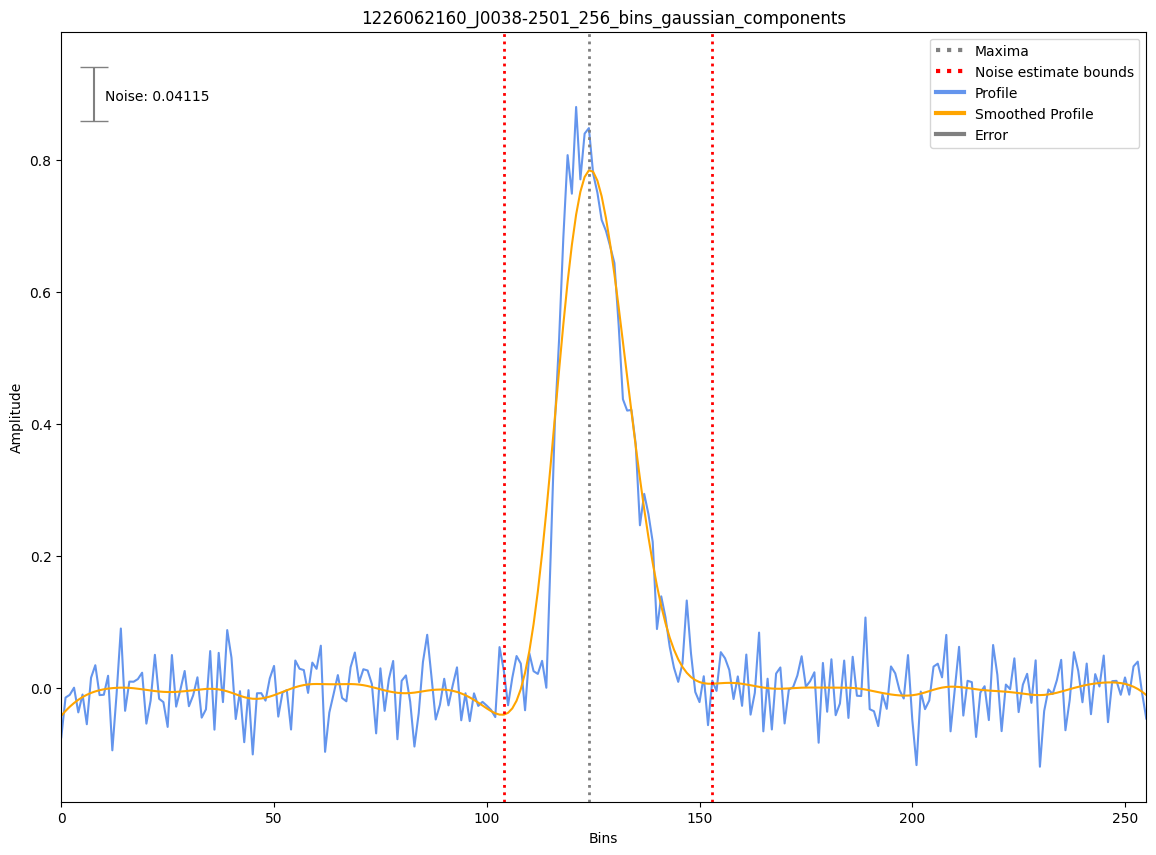 1226062160_J0038-2501_256_bins_gaussian_components
Noise: 0.04115
Maxima
Noise estimate bounds
Profile
Smoothed Profile
Error
Amplitude
0.8
0.6
0.4
0.2
0.0
0
50
100
150
200
250
Bins